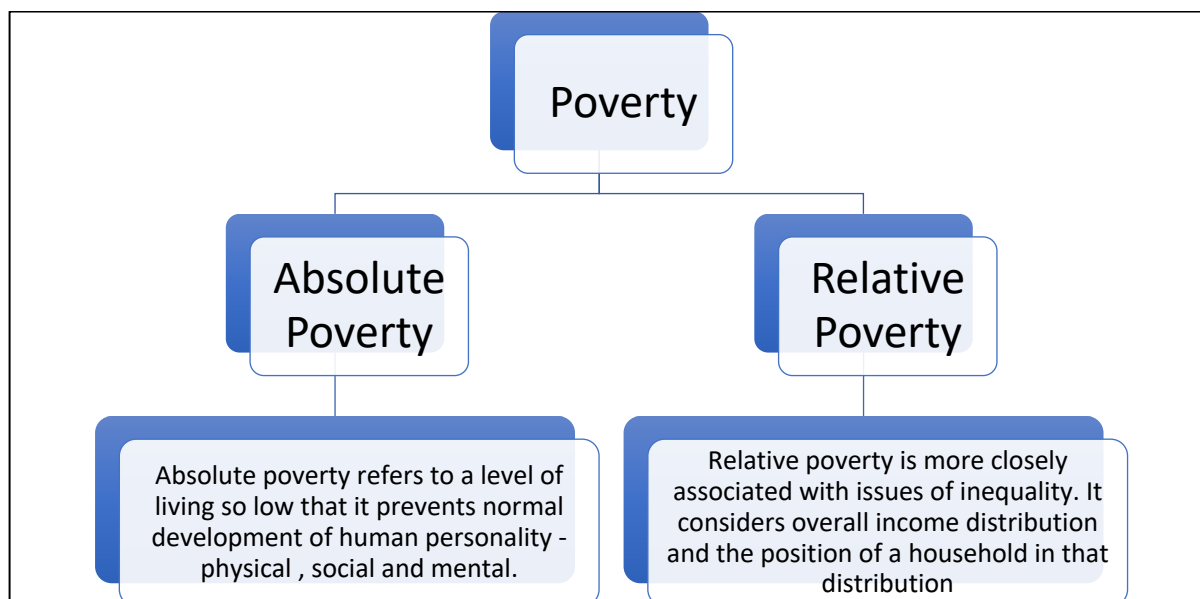 Poverty
Absolute
Poverty
Relative
Poverty
Absolute poverty refers to a level of
living so low that it prevents normal
development of human personality -
physical , social and mental.
Relative poverty is more closely
associated with issues of inequality. It
considers overall income distribution
and the position of a household in that
distribution